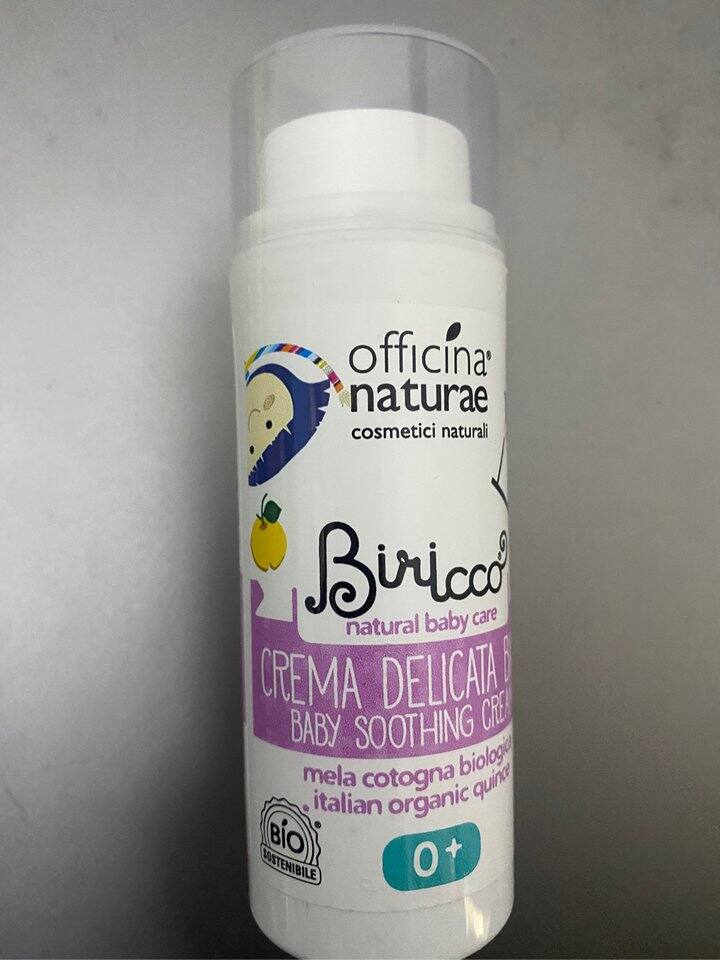 officina®
naturae
cosmetici naturali
Biricco®
natural baby care
CREMA DELICATA
BABY SOOTHING
mela cotogna
italian organic quince
BIO®
SOSTENIBILE
0+